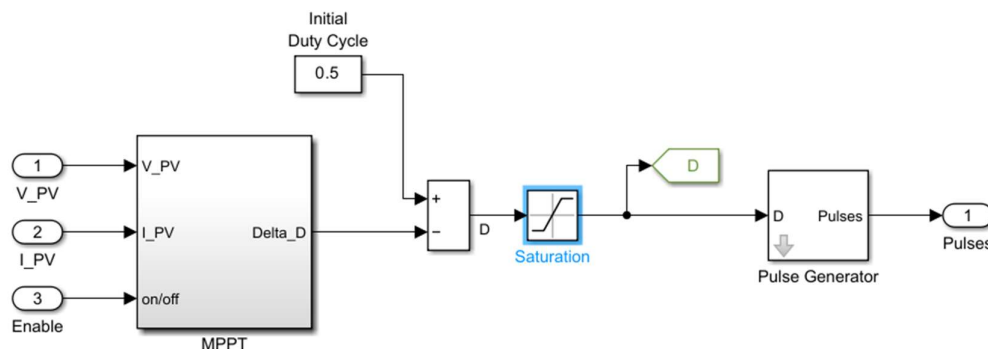 Initial
Duty Cycle
0.5
1
V_PV
V_PV
2
I_PV
I_PV
Delta_D
3
on/off
Enable
MPPT
+
−
D
Saturation
D
D
Pulses
Pulse Generator
1
Pulses